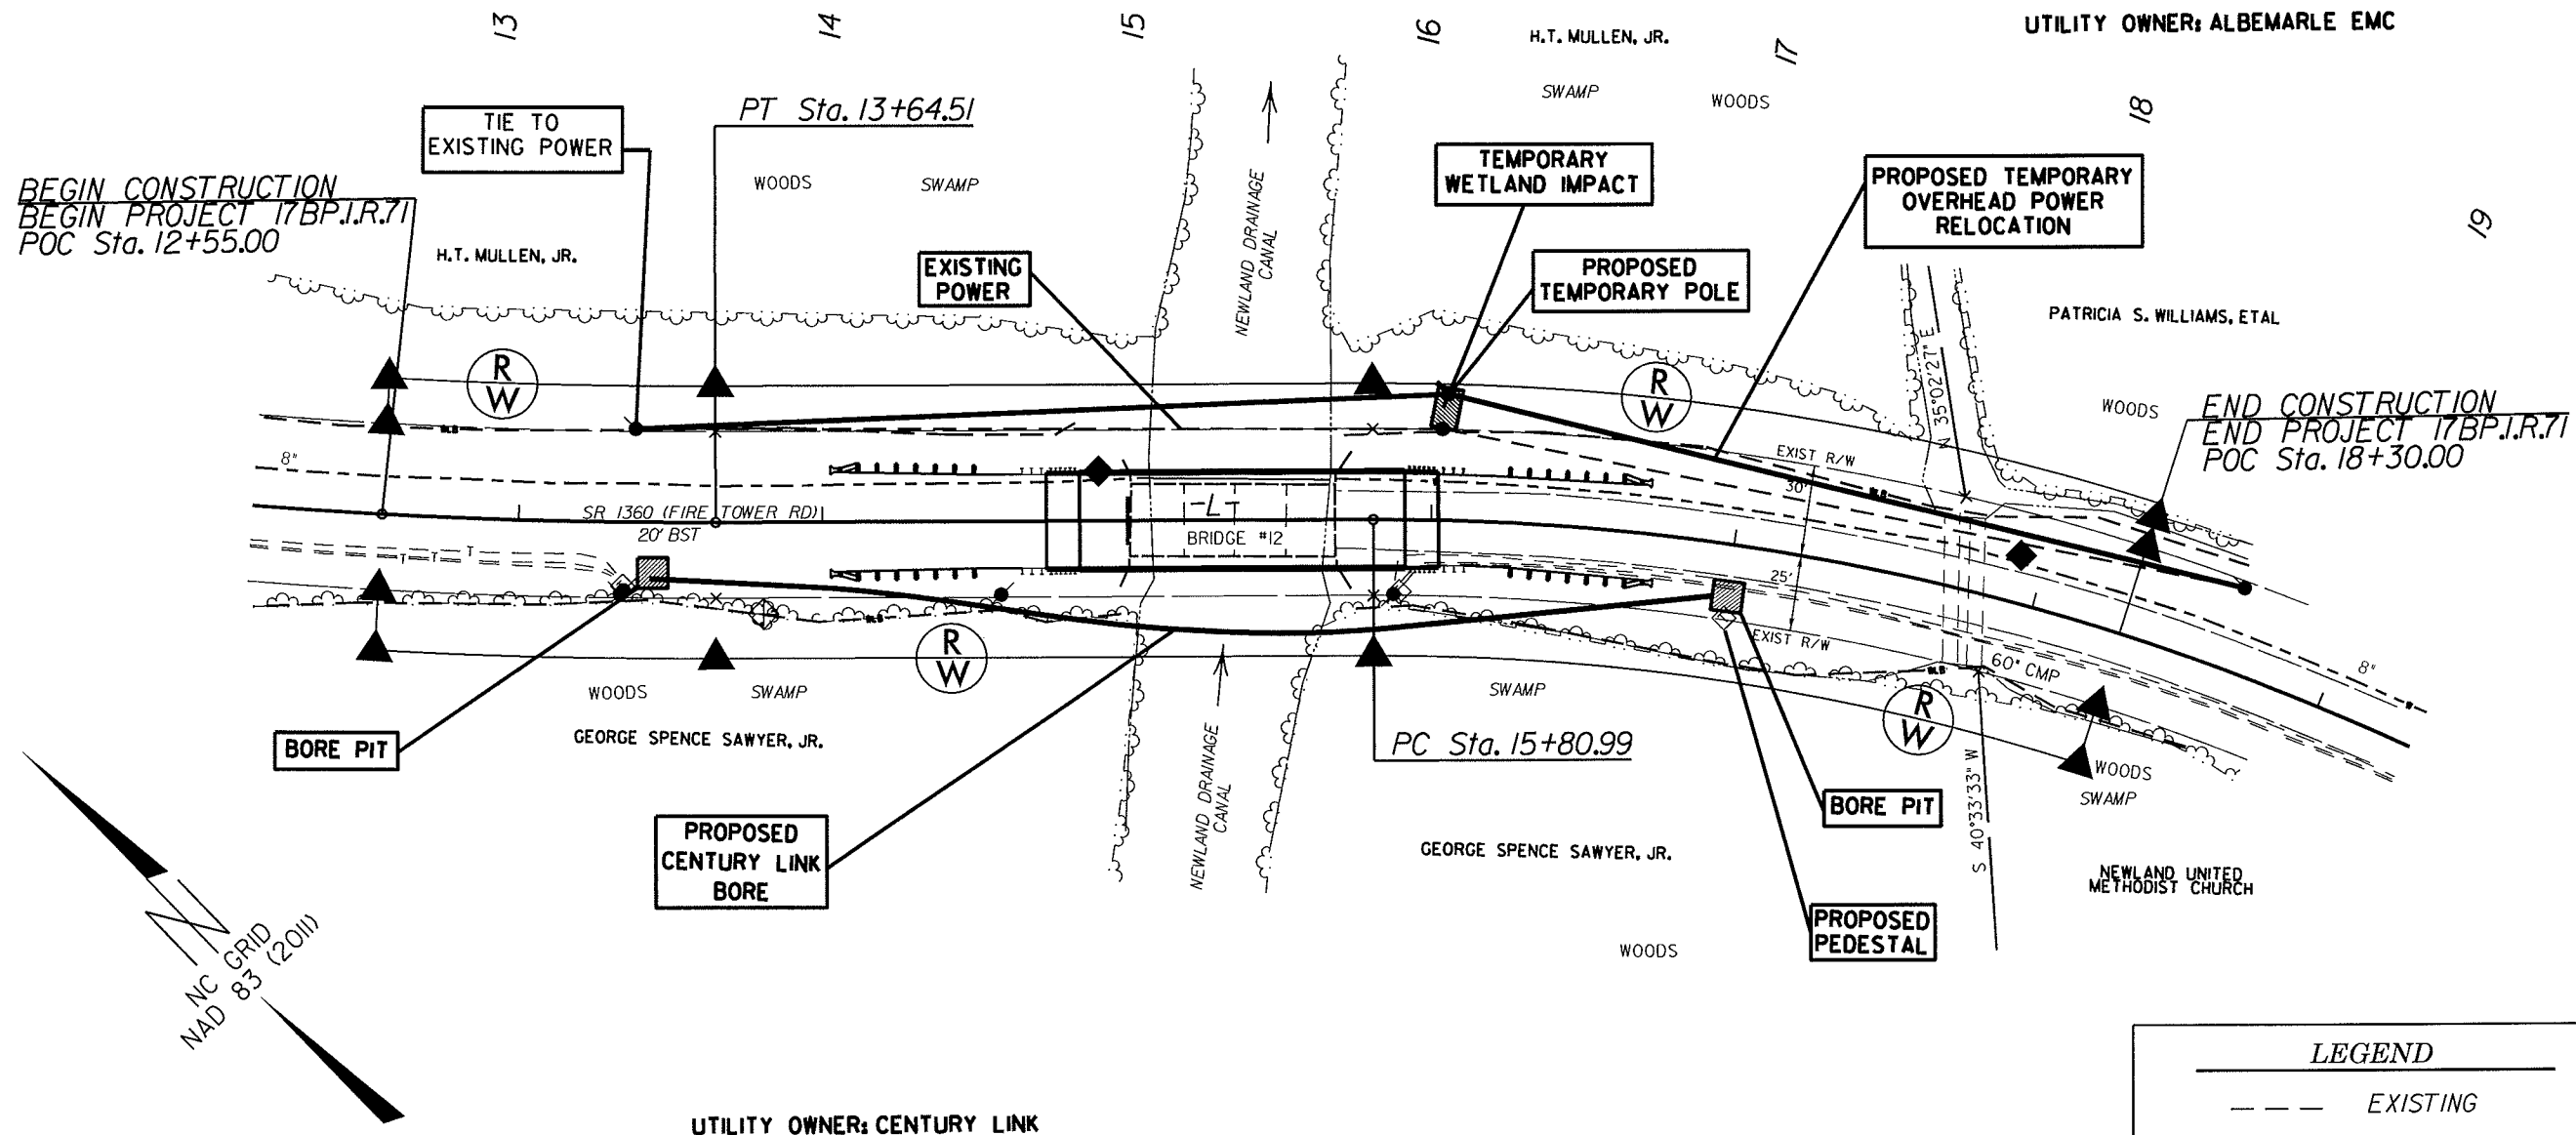 13
14
15
16
17
18
19
H.T. MULLEN, JR.
UTILITY OWNER: ALBEMARLE EMC
SWAMP
WOODS
TIE TO
EXISTING POWER
PT Sta. 13+64.51
WOODS
SWAMP
NEWLAND DRAINAGE
CANAL
TEMPORARY
WETLAND IMPACT
PROPOSED TEMPORARY
OVERHEAD POWER
RELOCATION
BEGIN CONSTRUCTION
BEGIN PROJECT 17BP.1.R.71
POC Sta. 12+55.00
H.T. MULLEN, JR.
EXISTING
POWER
PROPOSED
TEMPORARY POLE
PATRICIA S. WILLIAMS, ETAL
N 35°02'27" E
R
W
R
W
WOODS
END CONSTRUCTION
END PROJECT 17BP.1.R.71
POC Sta. 18+30.00
8"
EXIST R/W
30'
SR 1360 (FIRE TOWER RD)
20' BST
-L-
BRIDGE #12
T T T
25'
EXIST R/W
R
W
60" CMP
8"
WOODS
SWAMP
SWAMP
R
W
BORE PIT
GEORGE SPENCE SAWYER, JR.
PC Sta. 15+80.99
WOODS
SWAMP
NEWLAND DRAINAGE
CANAL
S 40°33'33" W
BORE PIT
PROPOSED
CENTURY LINK
BORE
GEORGE SPENCE SAWYER, JR.
NEWLAND UNITED
METHODIST CHURCH
PROPOSED
PEDESTAL
WOODS
NC GRID
NAD 83 (2011)
LEGEND
EXISTING
UTILITY OWNER: CENTURY LINK